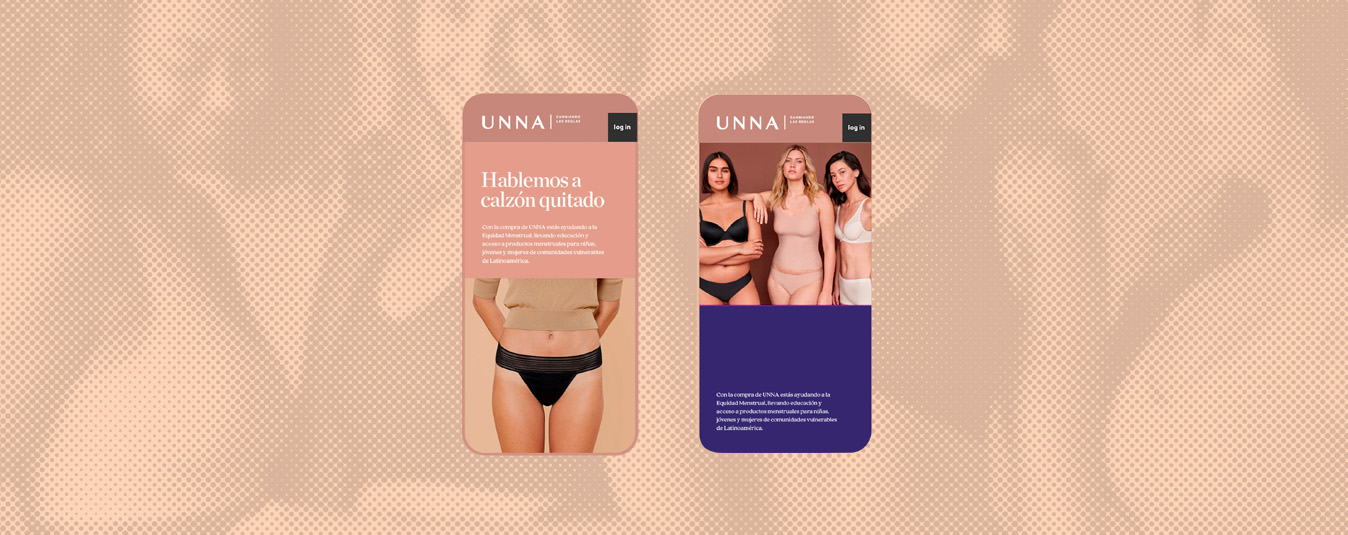 UNNA
CAMBIANDO
LAS REGLAS
log in
Hablemos a
calzón quitado
Con la compra de UNNA estás ayudando a la
Equidad Menstrual, llevando educación y
acceso a productos menstruales para niñas,
jóvenes y mujeres de comunidades vulnerables
de Latinoamérica.
UNNA
CAMBIANDO
LAS REGLAS
log in
Con la compra de UNNA estás ayudando a la
Equidad Menstrual, llevando educación y
acceso a productos menstruales para niñas,
jóvenes y mujeres de comunidades vulnerables
de Latinoamérica.